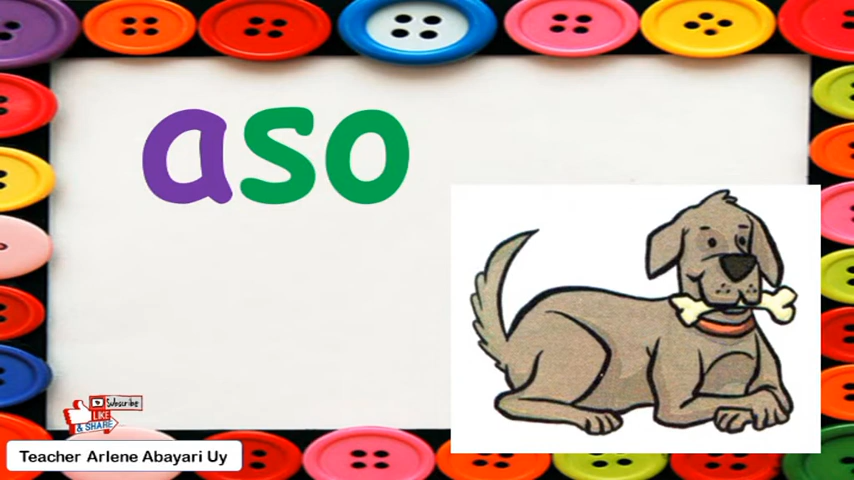 aso
Subscribe
LIKE
& SHARE
Teacher Arlene Abayari Uy